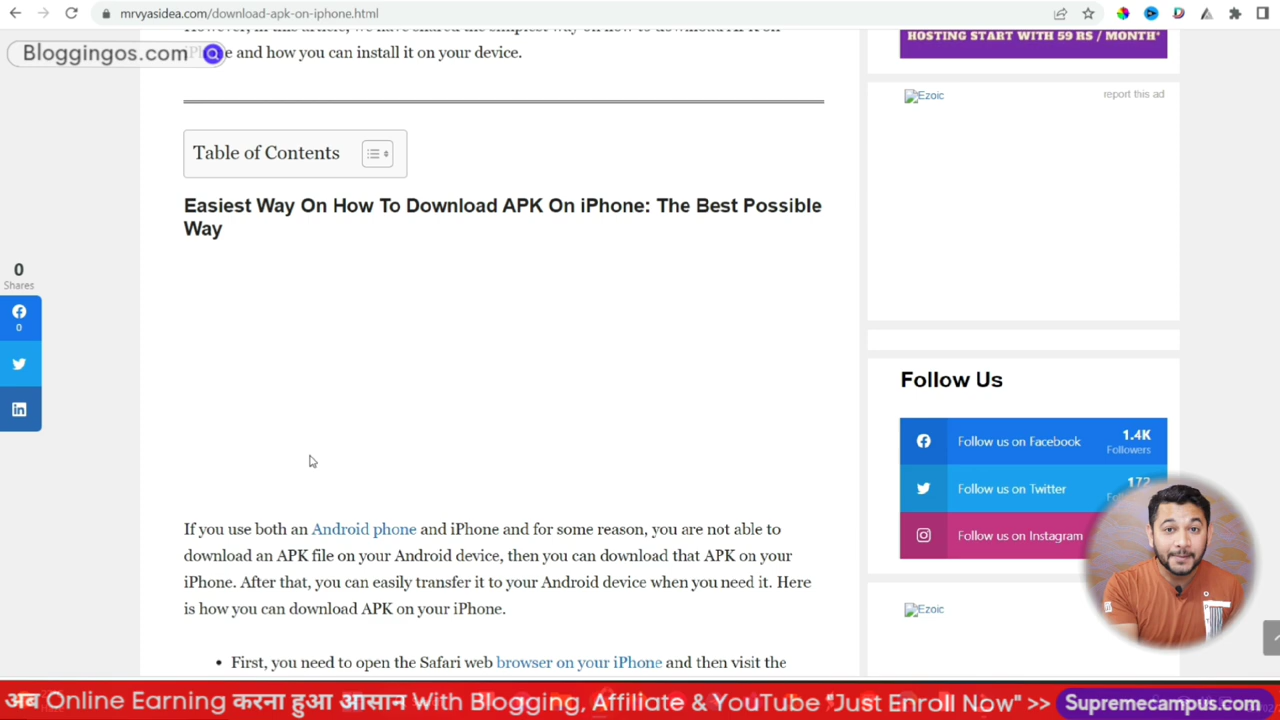 mrvyasidea.com/download-apk-on-iphone.html
Bloggingos.com
and how you can install it on your device.
HOSTING START WITH 59 RS / MONTH*
Ezoic
report this ad
Table of Contents
Easiest Way On How To Download APK On iPhone: The Best Possible
Way
0
Shares
0
Follow Us
Follow us on Facebook
1.4K
Followers
Follow us on Twitter
172
Follow us on Instagram
If you use both an Android phone and iPhone and for some reason, you are not able to
download an APK file on your Android device, then you can download that APK on your
iPhone. After that, you can easily transfer it to your Android device when you need it. Here
is how you can download APK on your iPhone.
Ezoic
• First, you need to open the Safari web browser on your iPhone and then visit the
अब Online Earning करना हुआ आसान With Blogging, Affiliate & YouTube "Just Enroll Now" >> Supremecampus.com